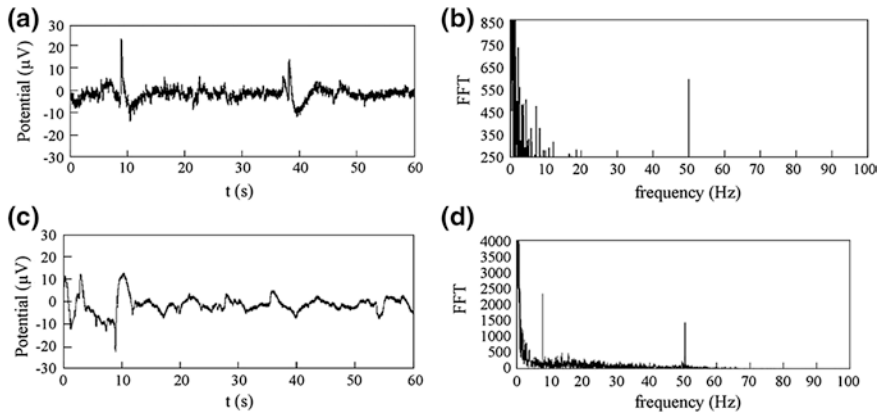 (a)
30
20
10
0
-10
-20
-30
Potential (µV)
0 10 20 30 40 50 60
t (s)
(b)
850
750
650
550
450
350
250
FFT
0 10 20 30 40 50 60 70 80 90 100
frequency (Hz)
(c)
30
20
10
0
-10
-20
-30
Potential (µV)
0 10 20 30 40 50 60
t (s)
(d)
4000
3500
3000
2500
2000
1500
1000
500
0
FFT
0 10 20 30 40 50 60 70 80 90 100
frequency (Hz)